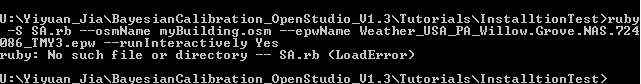 U:\Yiyuan_Jia\BayesianCalibration_OpenStudio_V1.3\Tutorials\InstalltionTest>ruby
 -S SA.rb --osmName myBuilding.osm --epwName Weather_USA_PA_Willow.Grove.NAS.724
086_TMY3.epw --runInteractively Yes
ruby: No such file or directory -- SA.rb (LoadError)
U:\Yiyuan_Jia\BayesianCalibration_OpenStudio_V1.3\Tutorials\InstalltionTest>